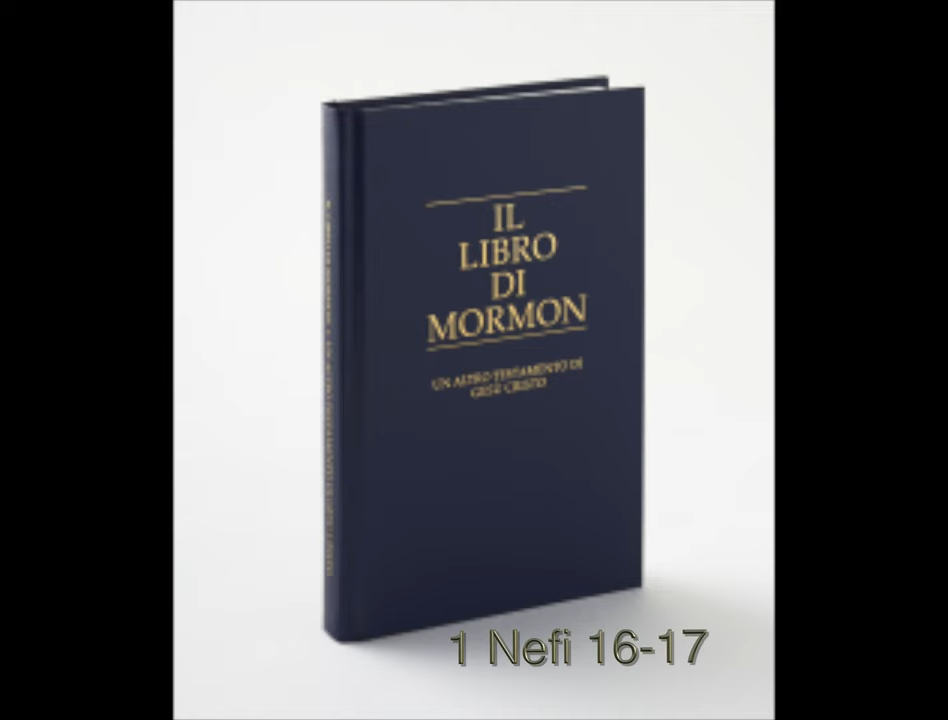 IL
LIBRO
DI
MORMON
UN ALTRO TESTAMENTO DI
GESÙ CRISTO
1 Nefi 16-17